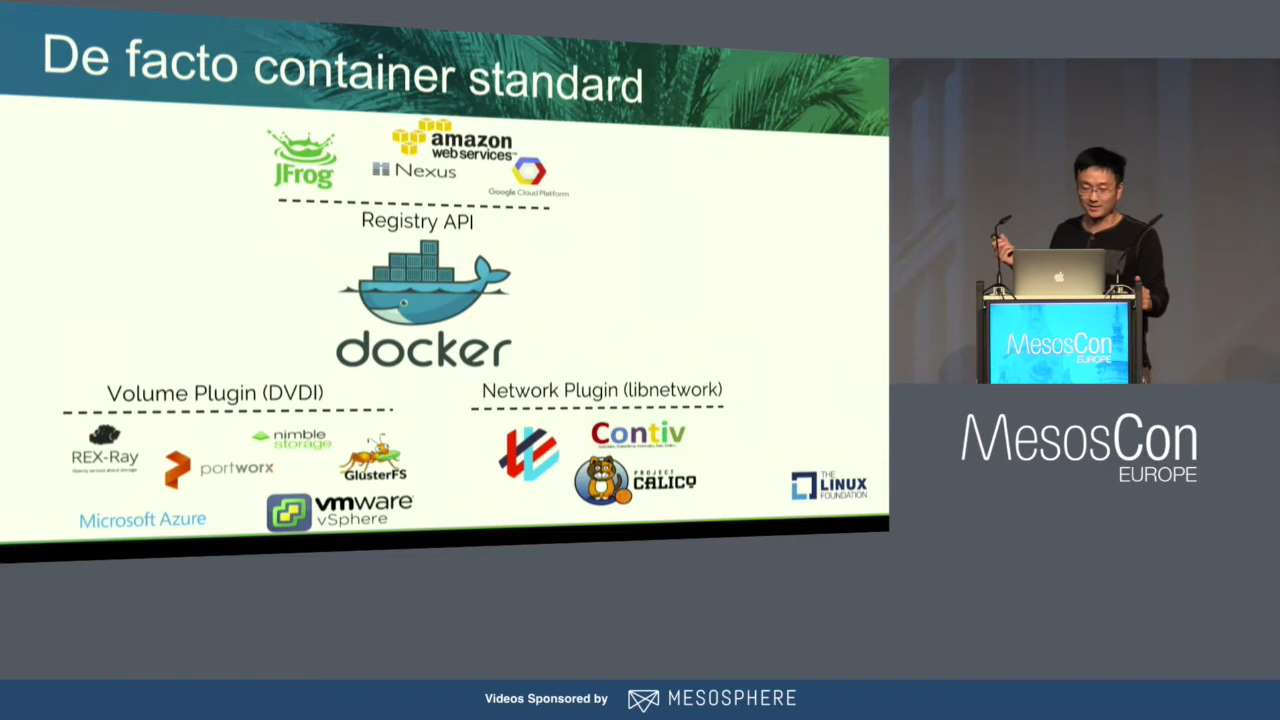 De facto container standard
JFrog
amazon
webservices™
Nexus
Google Cloud Platform
Registry API
docker
Volume Plugin (DVDI)
Network Plugin (libnetwork)
REX-Ray
nimble
storage
portworx
GlusterFS
Microsoft Azure
vmware
vSphere
Contiv
PROJECT
CALICO
THE
LINUX
FOUNDATION
MesosCon
EUROPE
MesosCon
EUROPE
Videos Sponsored by MESOSPHERE